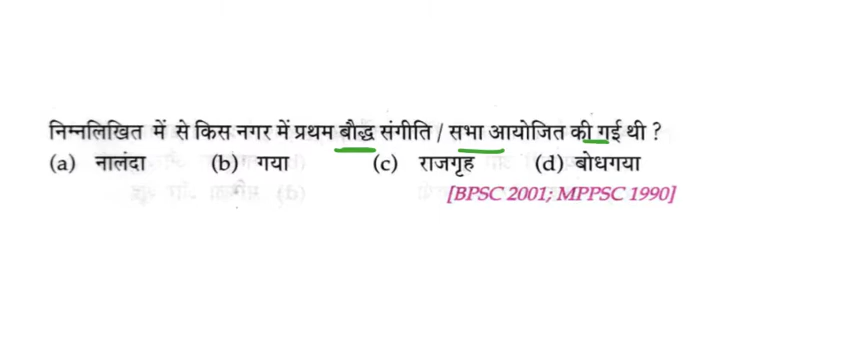 निम्नलिखित में से किस नगर में प्रथम बौद्ध संगीति / सभा आयोजित की गई थी ?
(a) नालंदा (b) गया (c) राजगृह (d) बोधगया
[BPSC 2001; MPPSC 1990]